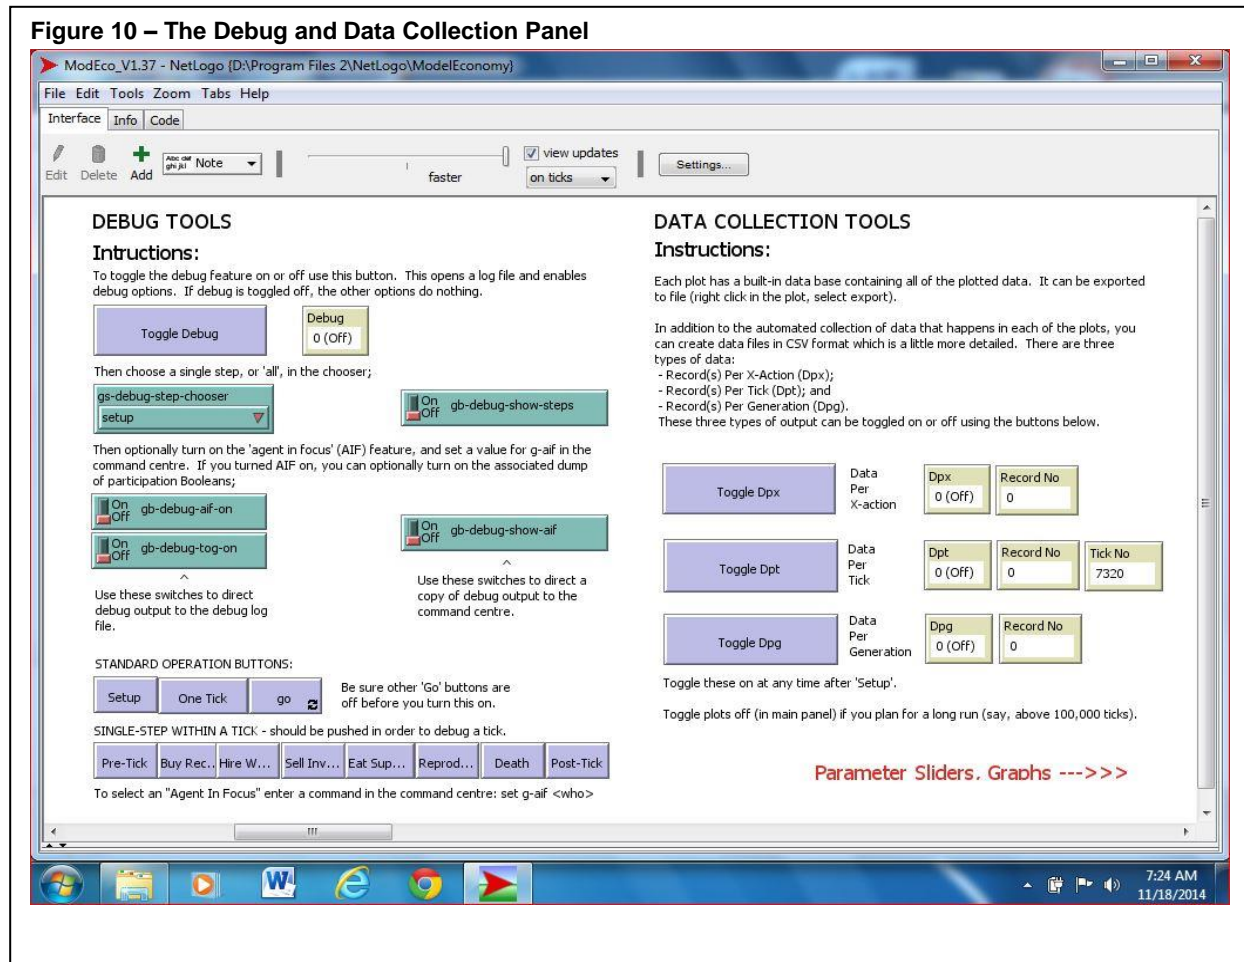 Figure 10 – The Debug and Data Collection Panel
ModEco_V1.37 - NetLogo {D:\Program Files 2\NetLogo\ModelEconomy}
File Edit Tools Zoom Tabs Help
Interface Info Code
Edit Delete Add
Abc def
ghi jkl Note
faster
view updates
on ticks
Settings...
DEBUG TOOLS
Intructions:
To toggle the debug feature on or off use this button. This opens a log file and enables
debug options. If debug is toggled off, the other options do nothing.
Toggle Debug
Debug
0 (Off)
Then choose a single step, or 'all', in the chooser;
gs-debug-step-chooser
setup
On
Off gb-debug-show-steps
Then optionally turn on the 'agent in focus' (AIF) feature, and set a value for g-aif in the
command centre. If you turned AIF on, you can optionally turn on the associated dump
of participation Booleans;
On
Off gb-debug-aif-on
On
Off gb-debug-tog-on
On
Off gb-debug-show-aif
^
Use these switches to direct
debug output to the debug log
file.
^
Use these switches to direct a
copy of debug output to the
command centre.
STANDARD OPERATION BUTTONS:
Setup One Tick go
Be sure other 'Go' buttons are
off before you turn this on.
SINGLE-STEP WITHIN A TICK - should be pushed in order to debug a tick.
Pre-Tick Buy Rec... Hire W... Sell Inv... Eat Sup... Reprod... Death Post-Tick
To select an "Agent In Focus" enter a command in the command centre: set g-aif <who>
DATA COLLECTION TOOLS
Instructions:
Each plot has a built-in data base containing all of the plotted data. It can be exported
to file (right click in the plot, select export).
In addition to the automated collection of data that happens in each of the plots, you
can create data files in CSV format which is a little more detailed. There are three
types of data:
- Record(s) Per X-Action (Dpx);
- Record(s) Per Tick (Dpt); and
- Record(s) Per Generation (Dpg).
These three types of output can be toggled on or off using the buttons below.
Toggle Dpx
Data
Per
X-action
Dpx
0 (Off)
Record No
0
Toggle Dpt
Data
Per
Tick
Dpt
0 (Off)
Record No
0
Tick No
7320
Toggle Dpg
Data
Per
Generation
Dpg
0 (Off)
Record No
0
Toggle these on at any time after 'Setup'.
Toggle plots off (in main panel) if you plan for a long run (say, above 100,000 ticks).
Parameter Sliders, Graphs --->>>
7:24 AM
11/18/2014